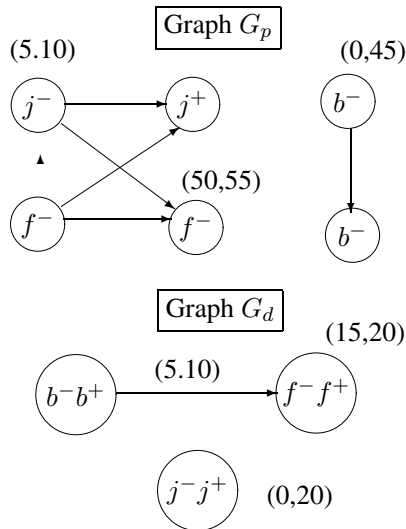 Graph $G_p$
(5.10)
(0,45)
$j^-$ $j^+$ $b^-$
(50,55)
$f^-$ $f^-$ $b^-$
Graph $G_d$
(15,20)
(5.10)
$b^-b^+$ $f^-f^+$
$j^-j^+$ (0,20)